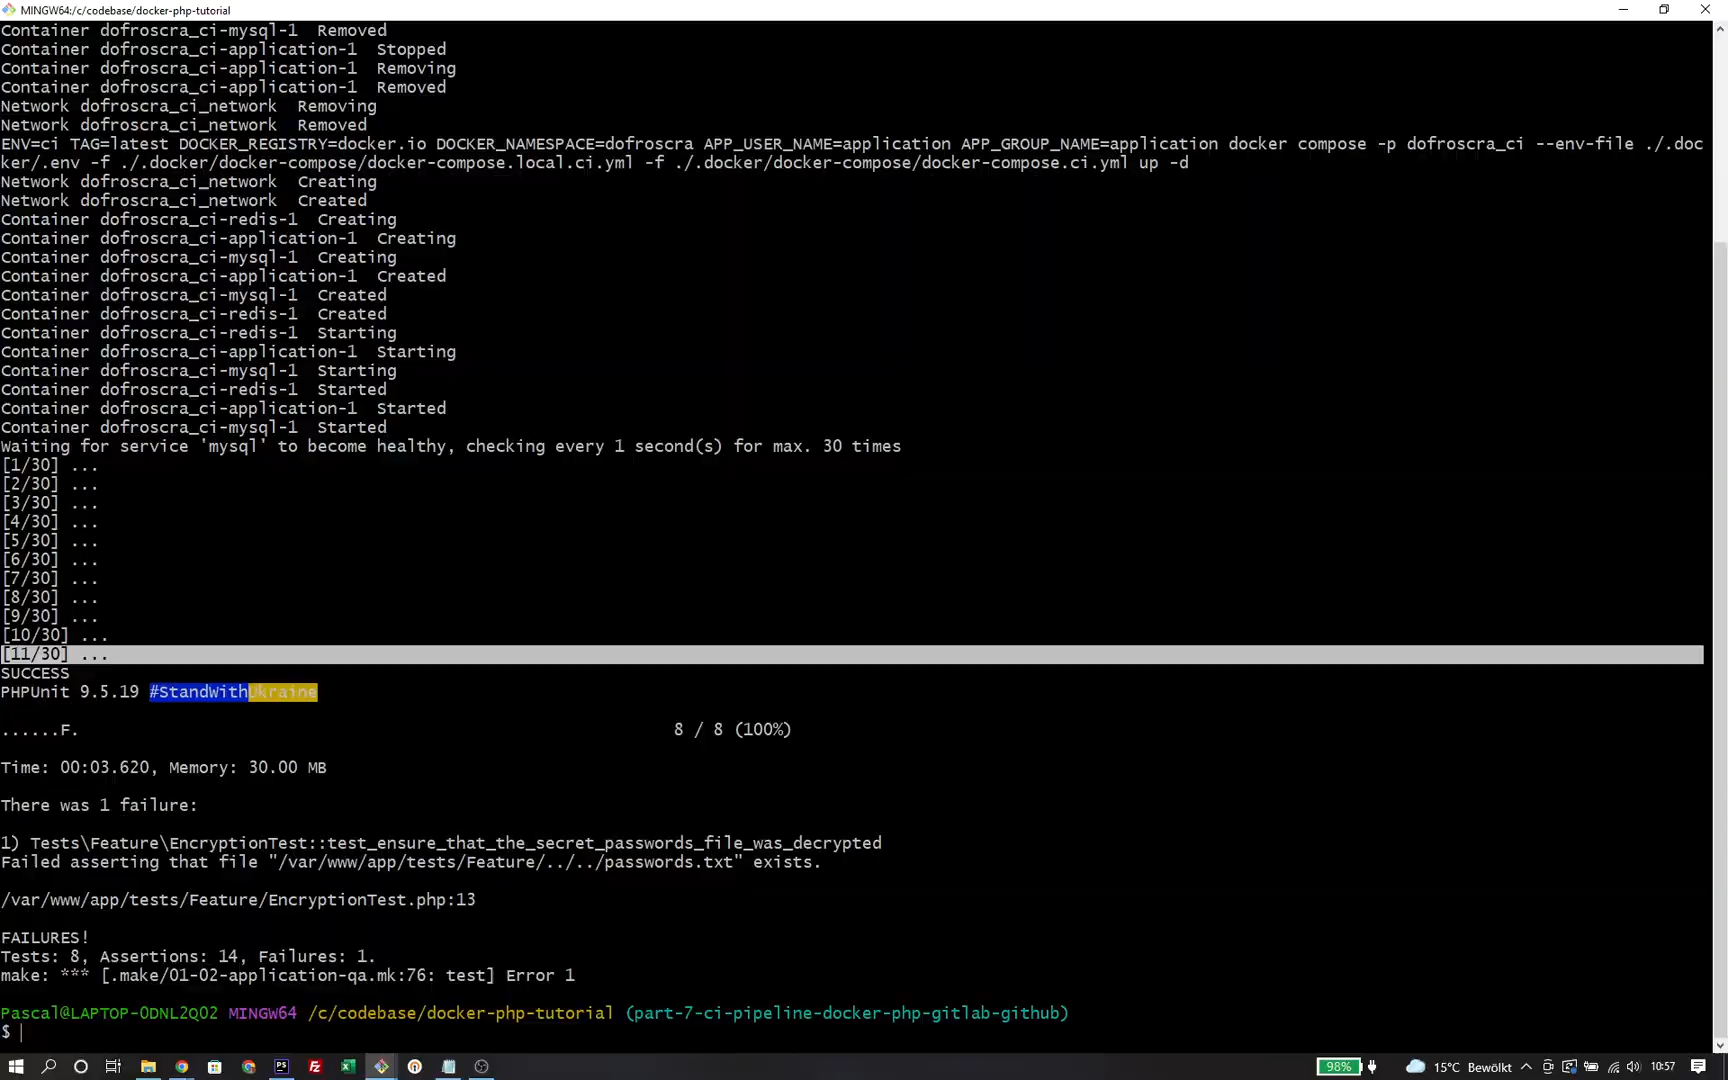 MINGW64:/c/codebase/docker-php-tutorial
Container dofroscra_ci-mysql-1  Removed
Container dofroscra_ci-application-1  Stopped
Container dofroscra_ci-application-1  Removing
Container dofroscra_ci-application-1  Removed
Network dofroscra_ci_network  Removing
Network dofroscra_ci_network  Removed
ENV=ci TAG=latest DOCKER_REGISTRY=docker.io DOCKER_NAMESPACE=dofroscra APP_USER_NAME=application APP_GROUP_NAME=application docker compose -p dofroscra_ci --env-file ./.doc
ker/.env -f ./.docker/docker-compose/docker-compose.local.ci.yml -f ./.docker/docker-compose/docker-compose.ci.yml up -d
Network dofroscra_ci_network  Creating
Network dofroscra_ci_network  Created
Container dofroscra_ci-redis-1  Creating
Container dofroscra_ci-application-1  Creating
Container dofroscra_ci-mysql-1  Creating
Container dofroscra_ci-application-1  Created
Container dofroscra_ci-mysql-1  Created
Container dofroscra_ci-redis-1  Created
Container dofroscra_ci-redis-1  Starting
Container dofroscra_ci-application-1  Starting
Container dofroscra_ci-mysql-1  Starting
Container dofroscra_ci-redis-1  Started
Container dofroscra_ci-application-1  Started
Container dofroscra_ci-mysql-1  Started
Waiting for service 'mysql' to become healthy, checking every 1 second(s) for max. 30 times
[1/30] ...
[2/30] ...
[3/30] ...
[4/30] ...
[5/30] ...
[6/30] ...
[7/30] ...
[8/30] ...
[9/30] ...
[10/30] ...
[11/30] ...
SUCCESS
PHPUnit 9.5.19 #StandWithUkraine
......F.                                                            8 / 8 (100%)
Time: 00:03.620, Memory: 30.00 MB
There was 1 failure:
1) Tests\Feature\EncryptionTest::test_ensure_that_the_secret_passwords_file_was_decrypted
Failed asserting that file "/var/www/app/tests/Feature/../../passwords.txt" exists.
/var/www/app/tests/Feature/EncryptionTest.php:13
FAILURES!
Tests: 8, Assertions: 14, Failures: 1.
make: *** [.make/01-02-application-qa.mk:76: test] Error 1
Pascal@LAPTOP-0DNL2Q02 MINGW64 /c/codebase/docker-php-tutorial (part-7-ci-pipeline-docker-php-gitlab-github)
$
98% 15°C Bewölkt 10:57